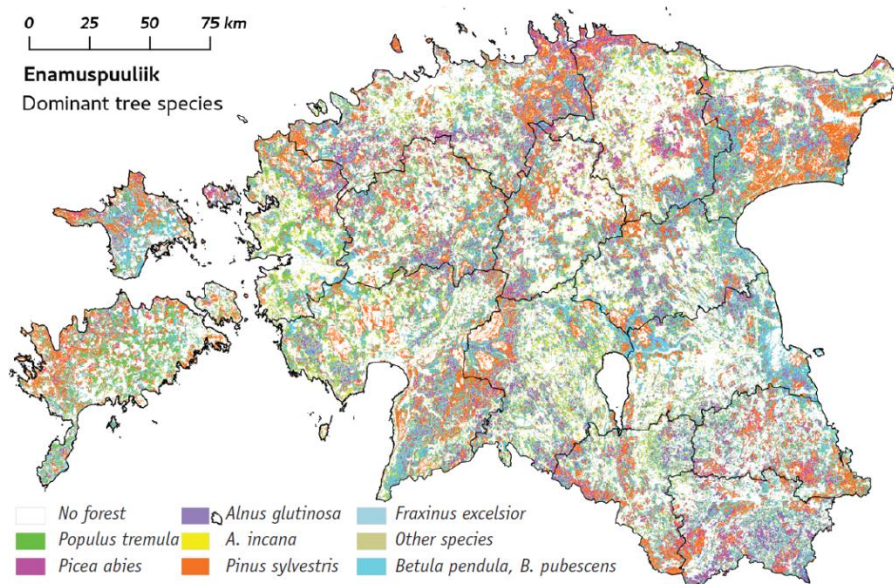 0 25 50 75 km
Enamuspuuliik
Dominant tree species
No forest
Populus tremula
Picea abies
Alnus glutinosa
A. incana
Pinus sylvestris
Fraxinus excelsior
Other species
Betula pendula, B. pubescens